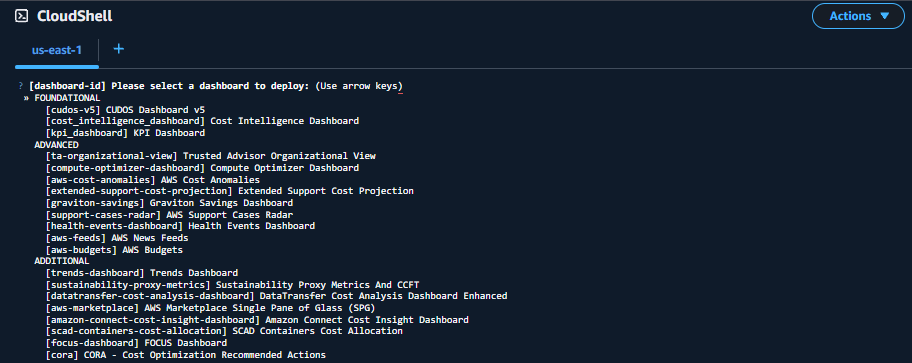 CloudShell
Actions ▼
us-east-1 +
? [dashboard-id] Please select a dashboard to deploy: (Use arrow keys)
» FOUNDATIONAL
[cudos-v5] CUDOS Dashboard v5
[cost_intelligence_dashboard] Cost Intelligence Dashboard
[kpi_dashboard] KPI Dashboard
ADVANCED
[ta-organizational-view] Trusted Advisor Organizational View
[compute-optimizer-dashboard] Compute Optimizer Dashboard
[aws-cost-anomalies] AWS Cost Anomalies
[extended-support-cost-projection] Extended Support Cost Projection
[graviton-savings] Graviton Savings Dashboard
[support-cases-radar] AWS Support Cases Radar
[health-events-dashboard] Health Events Dashboard
[aws-feeds] AWS News Feeds
[aws-budgets] AWS Budgets
ADDITIONAL
[trends-dashboard] Trends Dashboard
[sustainability-proxy-metrics] Sustainability Proxy Metrics And CCFT
[datatransfer-cost-analysis-dashboard] DataTransfer Cost Analysis Dashboard Enhanced
[aws-marketplace] AWS Marketplace Single Pane of Glass (SPG)
[amazon-connect-cost-insight-dashboard] Amazon Connect Cost Insight Dashboard
[scad-containers-cost-allocation] SCAD Containers Cost Allocation
[focus-dashboard] FOCUS Dashboard
[cora] CORA - Cost Optimization Recommended Actions